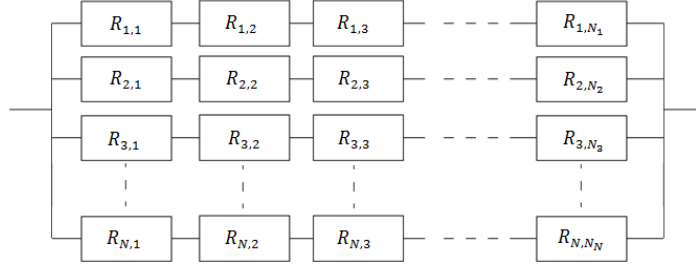 R1,1 R1,2 R1,3 R1,N1
R2,1 R2,2 R2,3 R2,N2
R3,1 R3,2 R3,3 R3,N3
RN,1 RN,2 RN,3 RN,NN